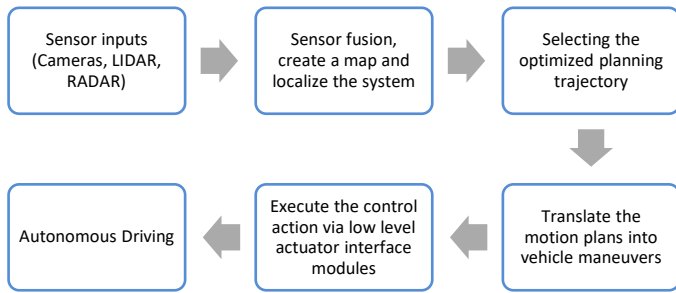 Sensor inputs
(Cameras, LIDAR,
RADAR)
Sensor fusion,
create a map and
localize the system
Selecting the
optimized planning
trajectory
Translate the
motion plans into
vehicle maneuvers
Execute the control
action via low level
actuator interface
modules
Autonomous Driving